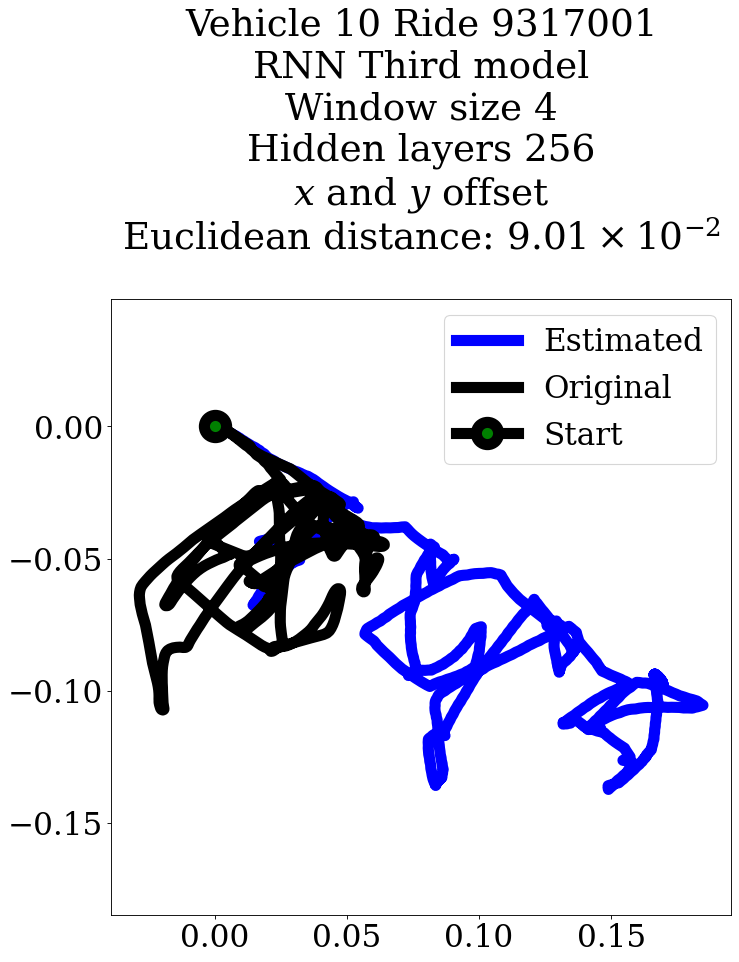 Vehicle 10 Ride 9317001
RNN Third model
Window size 4
Hidden layers 256
x and y offset
Euclidean distance: 9.01 × 10⁻²
Estimated
Original
Start
0.00
−0.05
−0.10
−0.15
0.00 0.05 0.10 0.15